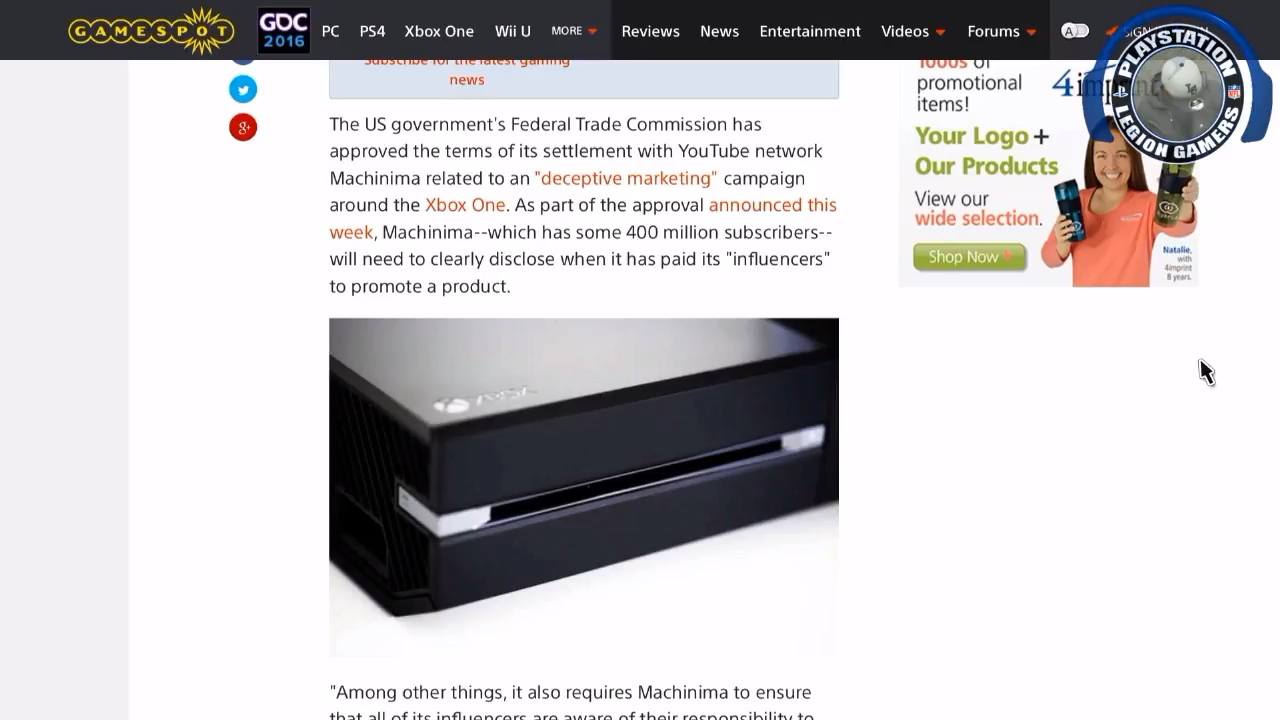 GAMESPOT
GDC
2016
PC
PS4
Xbox One
Wii U
MORE
Reviews
News
Entertainment
Videos
Forums
PLAYSTATION
LEGION GAMERS
Subscribe for the latest gaming
news
The US government's Federal Trade Commission has
approved the terms of its settlement with YouTube network
Machinima related to an "deceptive marketing" campaign
around the Xbox One. As part of the approval announced this
week, Machinima--which has some 400 million subscribers--
will need to clearly disclose when it has paid its "influencers"
to promote a product.
XBOX
"Among other things, it also requires Machinima to ensure
that all of its influencers are aware of their responsibility to
1000s of
promotional
items!
Your Logo +
Our Products
View our
wide selection.
Shop Now
Natalie,
with
4imprint
8 years.